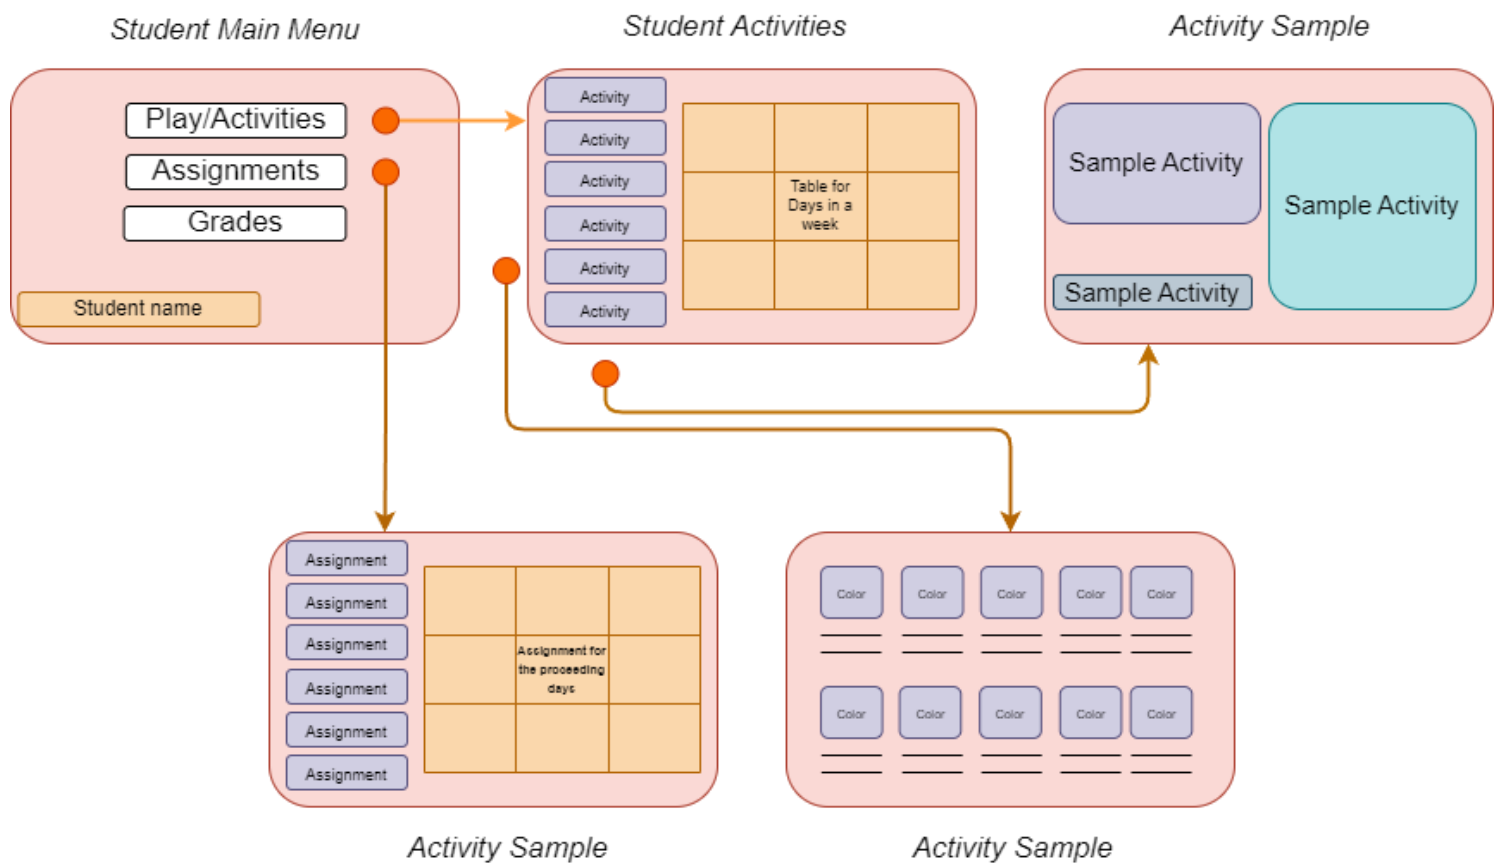 Student Main Menu
Student Activities
Activity Sample
Play/Activities
Assignments
Grades
Student name
Activity
Activity
Activity
Activity
Activity
Activity
Table for
Days in a
week
Sample Activity
Sample Activity
Sample Activity
Assignment
Assignment
Assignment
Assignment
Assignment
Assignment
Assignment for
the proceeding
days
Color
Color
Color
Color
Color
Color
Color
Color
Color
Color
Activity Sample
Activity Sample